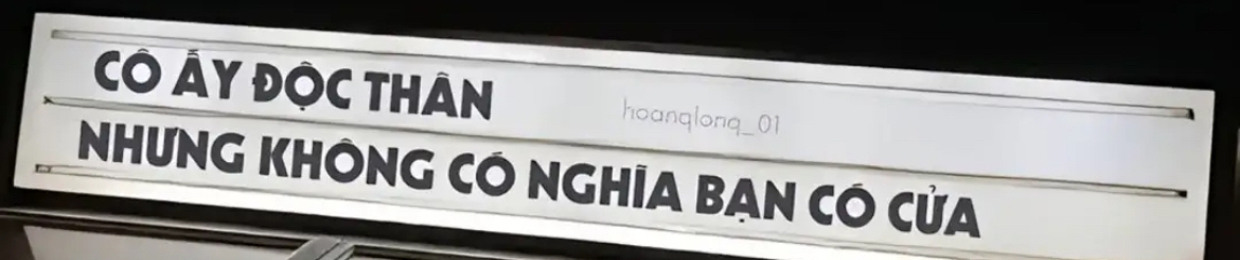 CÔ ẤY ĐỘC THÂN
hoanglong_01
NHƯNG KHÔNG CÓ NGHĨA BẠN CÓ CỬA